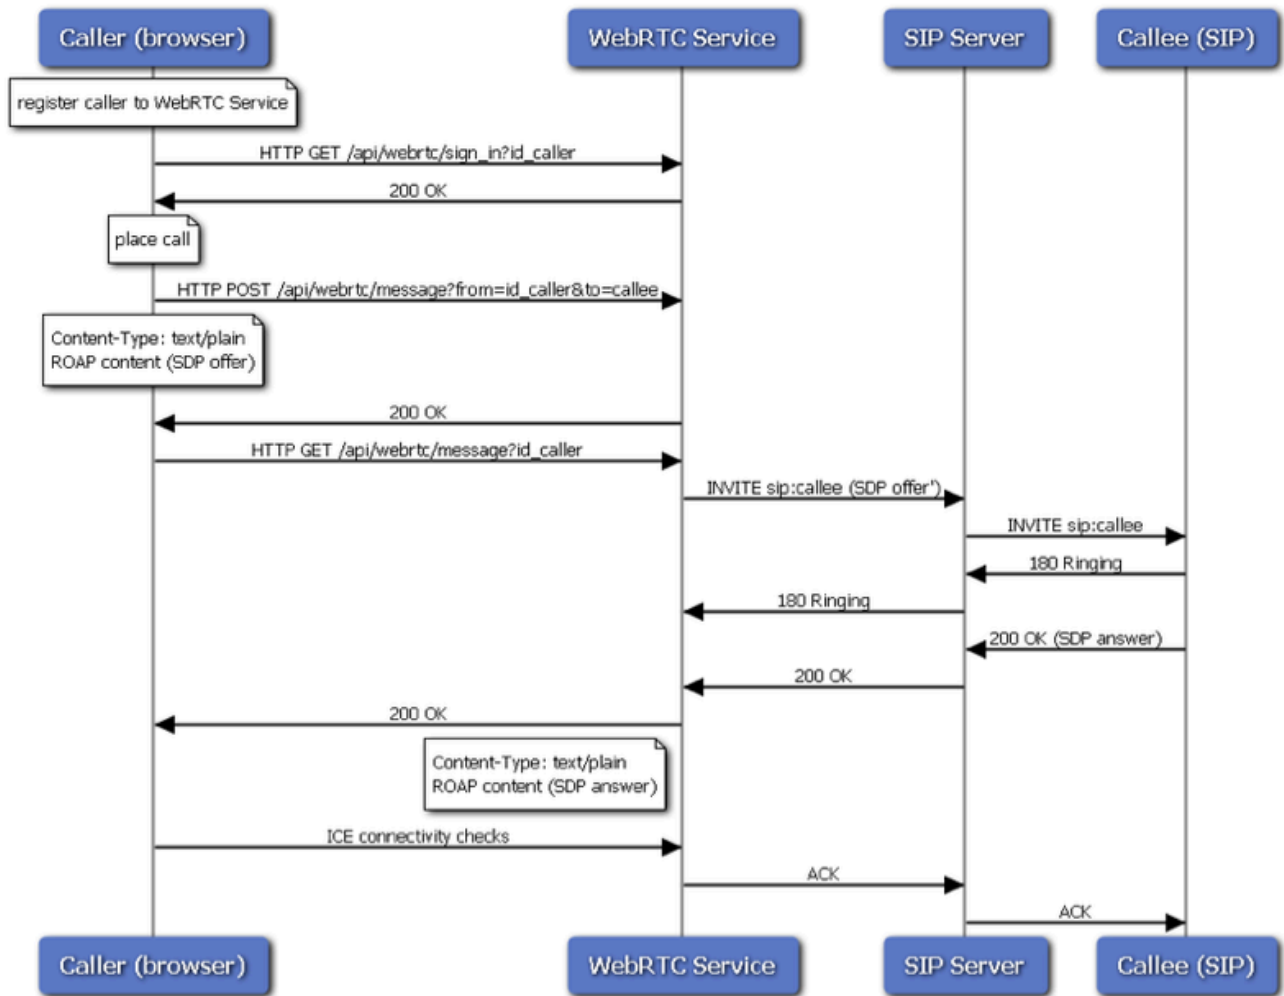 Caller (browser)
WebRTC Service
SIP Server
Callee (SIP)
register caller to WebRTC Service
HTTP GET /api/webrtc/sign_in?id_caller
200 OK
place call
HTTP POST /api/webrtc/message?from=id_caller&to=callee
Content-Type: text/plain
ROAP content (SDP offer)
200 OK
HTTP GET /api/webrtc/message?id_caller
INVITE sip:callee (SDP offer')
INVITE sip:callee
180 Ringing
180 Ringing
200 OK (SDP answer)
200 OK
200 OK
Content-Type: text/plain
ROAP content (SDP answer)
ICE connectivity checks
ACK
ACK
Caller (browser)
WebRTC Service
SIP Server
Callee (SIP)